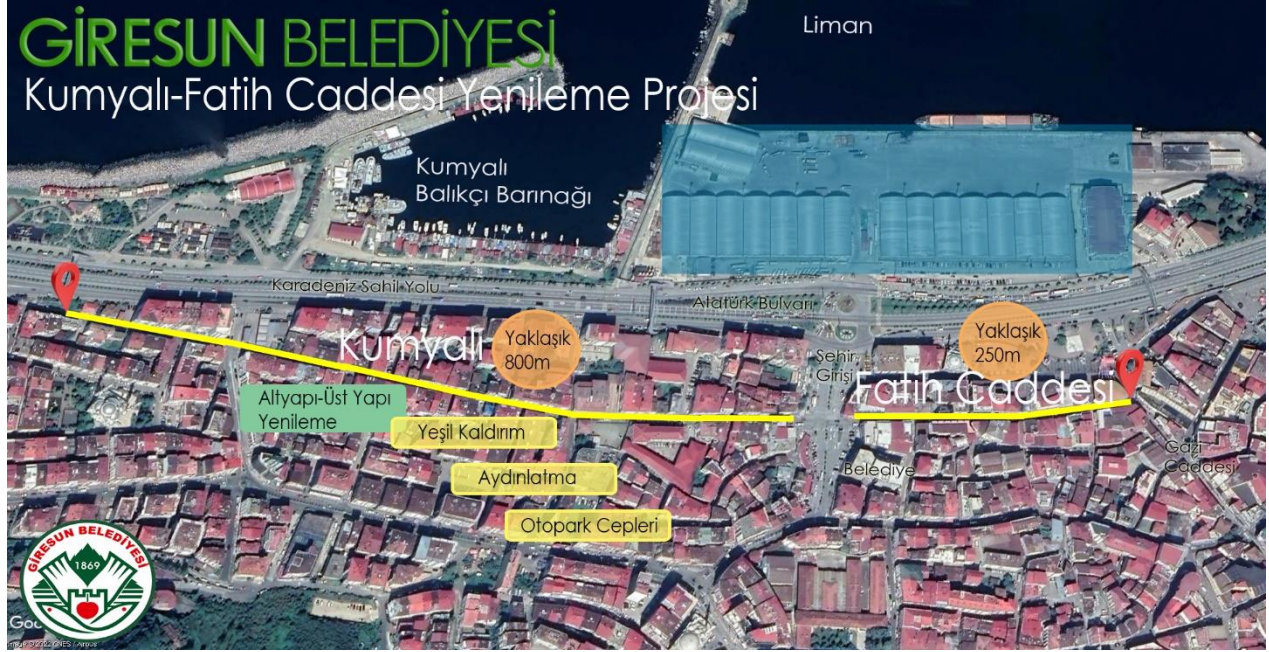 GİRESUN BELEDİYESİ
Kumyalı-Fatih Caddesi Yenileme Projesi
Liman
Kumyalı
Balıkçı Barınağı
Karadeniz Sahil Yolu
Atatürk Bulvarı
Kumyalı
Yaklaşık
800m
Şehir
Girişi
Yaklaşık
250m
Fatih Caddesi
Altyapı-Üst Yapı
Yenileme
Yeşil Kaldırım
Aydınlatma
Otopark Cepleri
Belediye
Gazi
Caddesi
GİRESUN BELEDİYESİ
1869
Goo